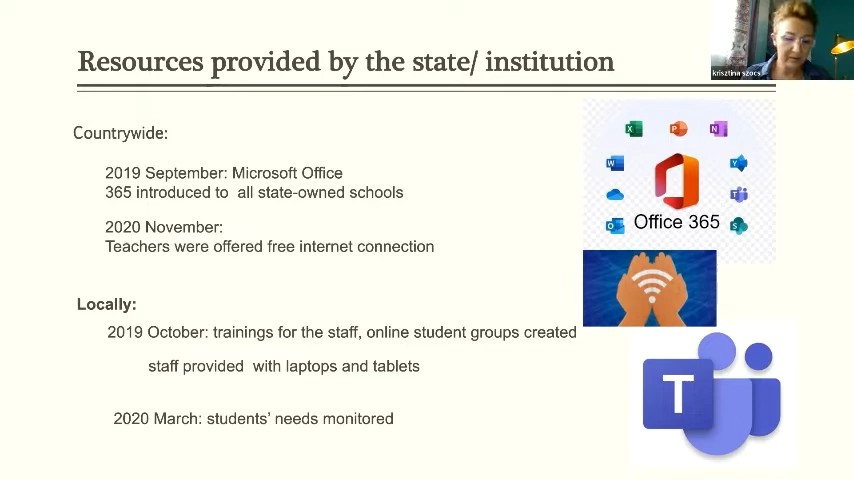 Resources provided by the state/ institution
krisztina szocs
Countrywide:
2019 September: Microsoft Office
365 introduced to  all state-owned schools
2020 November:
Teachers were offered free internet connection
Office 365
X
P
N
W
Y
T
O
S
Locally:
2019 October: trainings for the staff, online student groups created
staff provided  with laptops and tablets
2020 March: students’ needs monitored
T